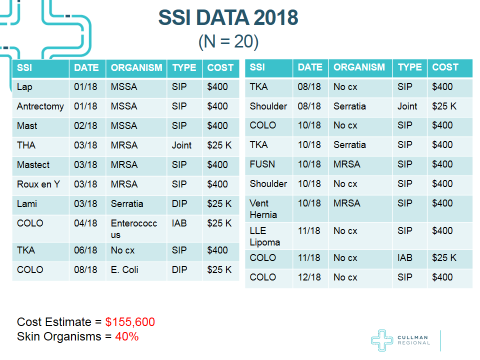 SSI DATA 2018
(N = 20)
SSI DATE ORGANISM TYPE COST
Lap 01/18 MSSA SIP $400
Antrectomy 01/18 MSSA SIP $400
Mast 02/18 MSSA SIP $400
THA 03/18 MRSA Joint $25 K
Mastect 03/18 MRSA SIP $400
Roux en Y 03/18 MRSA SIP $400
Lami 03/18 Serratia DIP $25 K
COLO 04/18 Enterococc IAB $25 K
us
TKA 06/18 No cx SIP $400
COLO 08/18 E. Coli DIP $25 K
SSI DATE ORGANISM TYPE COST
TKA 08/18 No cx SIP $400
Shoulder 08/18 Serratia Joint $25 K
COLO 10/18 No cx SIP $400
TKA 10/18 Serratia SIP $400
FUSN 10/18 MRSA SIP $400
Shoulder 10/18 No cx SIP $400
Vent 10/18 MRSA SIP $400
Hernia
LLE 11/18 No cx SIP $400
Lipoma
COLO 11/18 No cx IAB $25 K
COLO 12/18 No cx SIP $400
Cost Estimate = $155,600
Skin Organisms = 40%
CULLMAN
REGIONAL